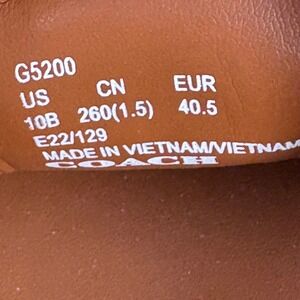 G5200
US CN EUR
10B 260(1.5) 40.5
E22/129
MADE IN VIETNAM/VIETNAM
COACH